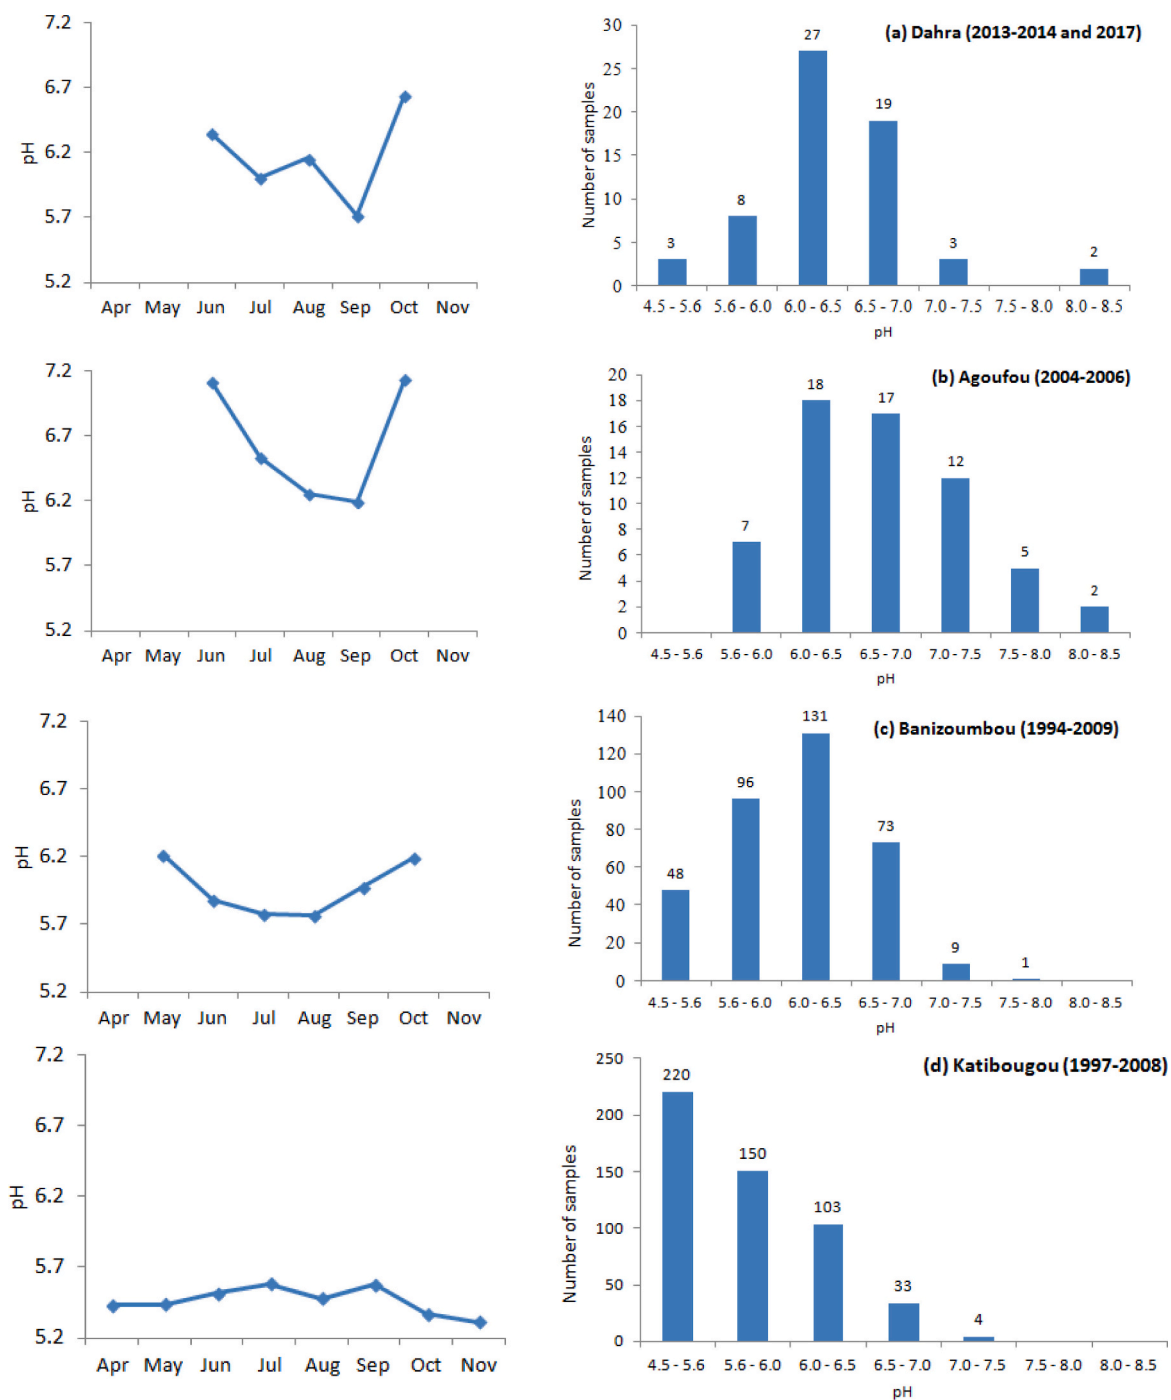 7.2
6.7
6.2
5.7
5.2
pH
Apr May Jun Jul Aug Sep Oct Nov
(a) Dahra (2013-2014 and 2017)
30
25
20
15
10
5
0
Number of samples
3 8 27 19 3 2
4.5 - 5.6 5.6 - 6.0 6.0 - 6.5 6.5 - 7.0 7.0 - 7.5 7.5 - 8.0 8.0 - 8.5
pH
7.2
6.7
6.2
5.7
5.2
pH
Apr May Jun Jul Aug Sep Oct Nov
(b) Agoufou (2004-2006)
20
18
16
14
12
10
8
6
4
2
0
Number of samples
7 18 17 12 5 2
4.5 - 5.6 5.6 - 6.0 6.0 - 6.5 6.5 - 7.0 7.0 - 7.5 7.5 - 8.0 8.0 - 8.5
pH
7.2
6.7
6.2
5.7
5.2
pH
Apr May Jun Jul Aug Sep Oct Nov
(c) Banizoumbou (1994-2009)
140
120
100
80
60
40
20
0
Number of samples
48 96 131 73 9 1
4.5 - 5.6 5.6 - 6.0 6.0 - 6.5 6.5 - 7.0 7.0 - 7.5 7.5 - 8.0 8.0 - 8.5
pH
7.2
6.7
6.2
5.7
5.2
pH
Apr May Jun Jul Aug Sep Oct Nov
(d) Katibougou (1997-2008)
250
200
150
100
50
0
Number of samples
220 150 103 33 4
4.5 - 5.6 5.6 - 6.0 6.0 - 6.5 6.5 - 7.0 7.0 - 7.5 7.5 - 8.0 8.0 - 8.5
pH